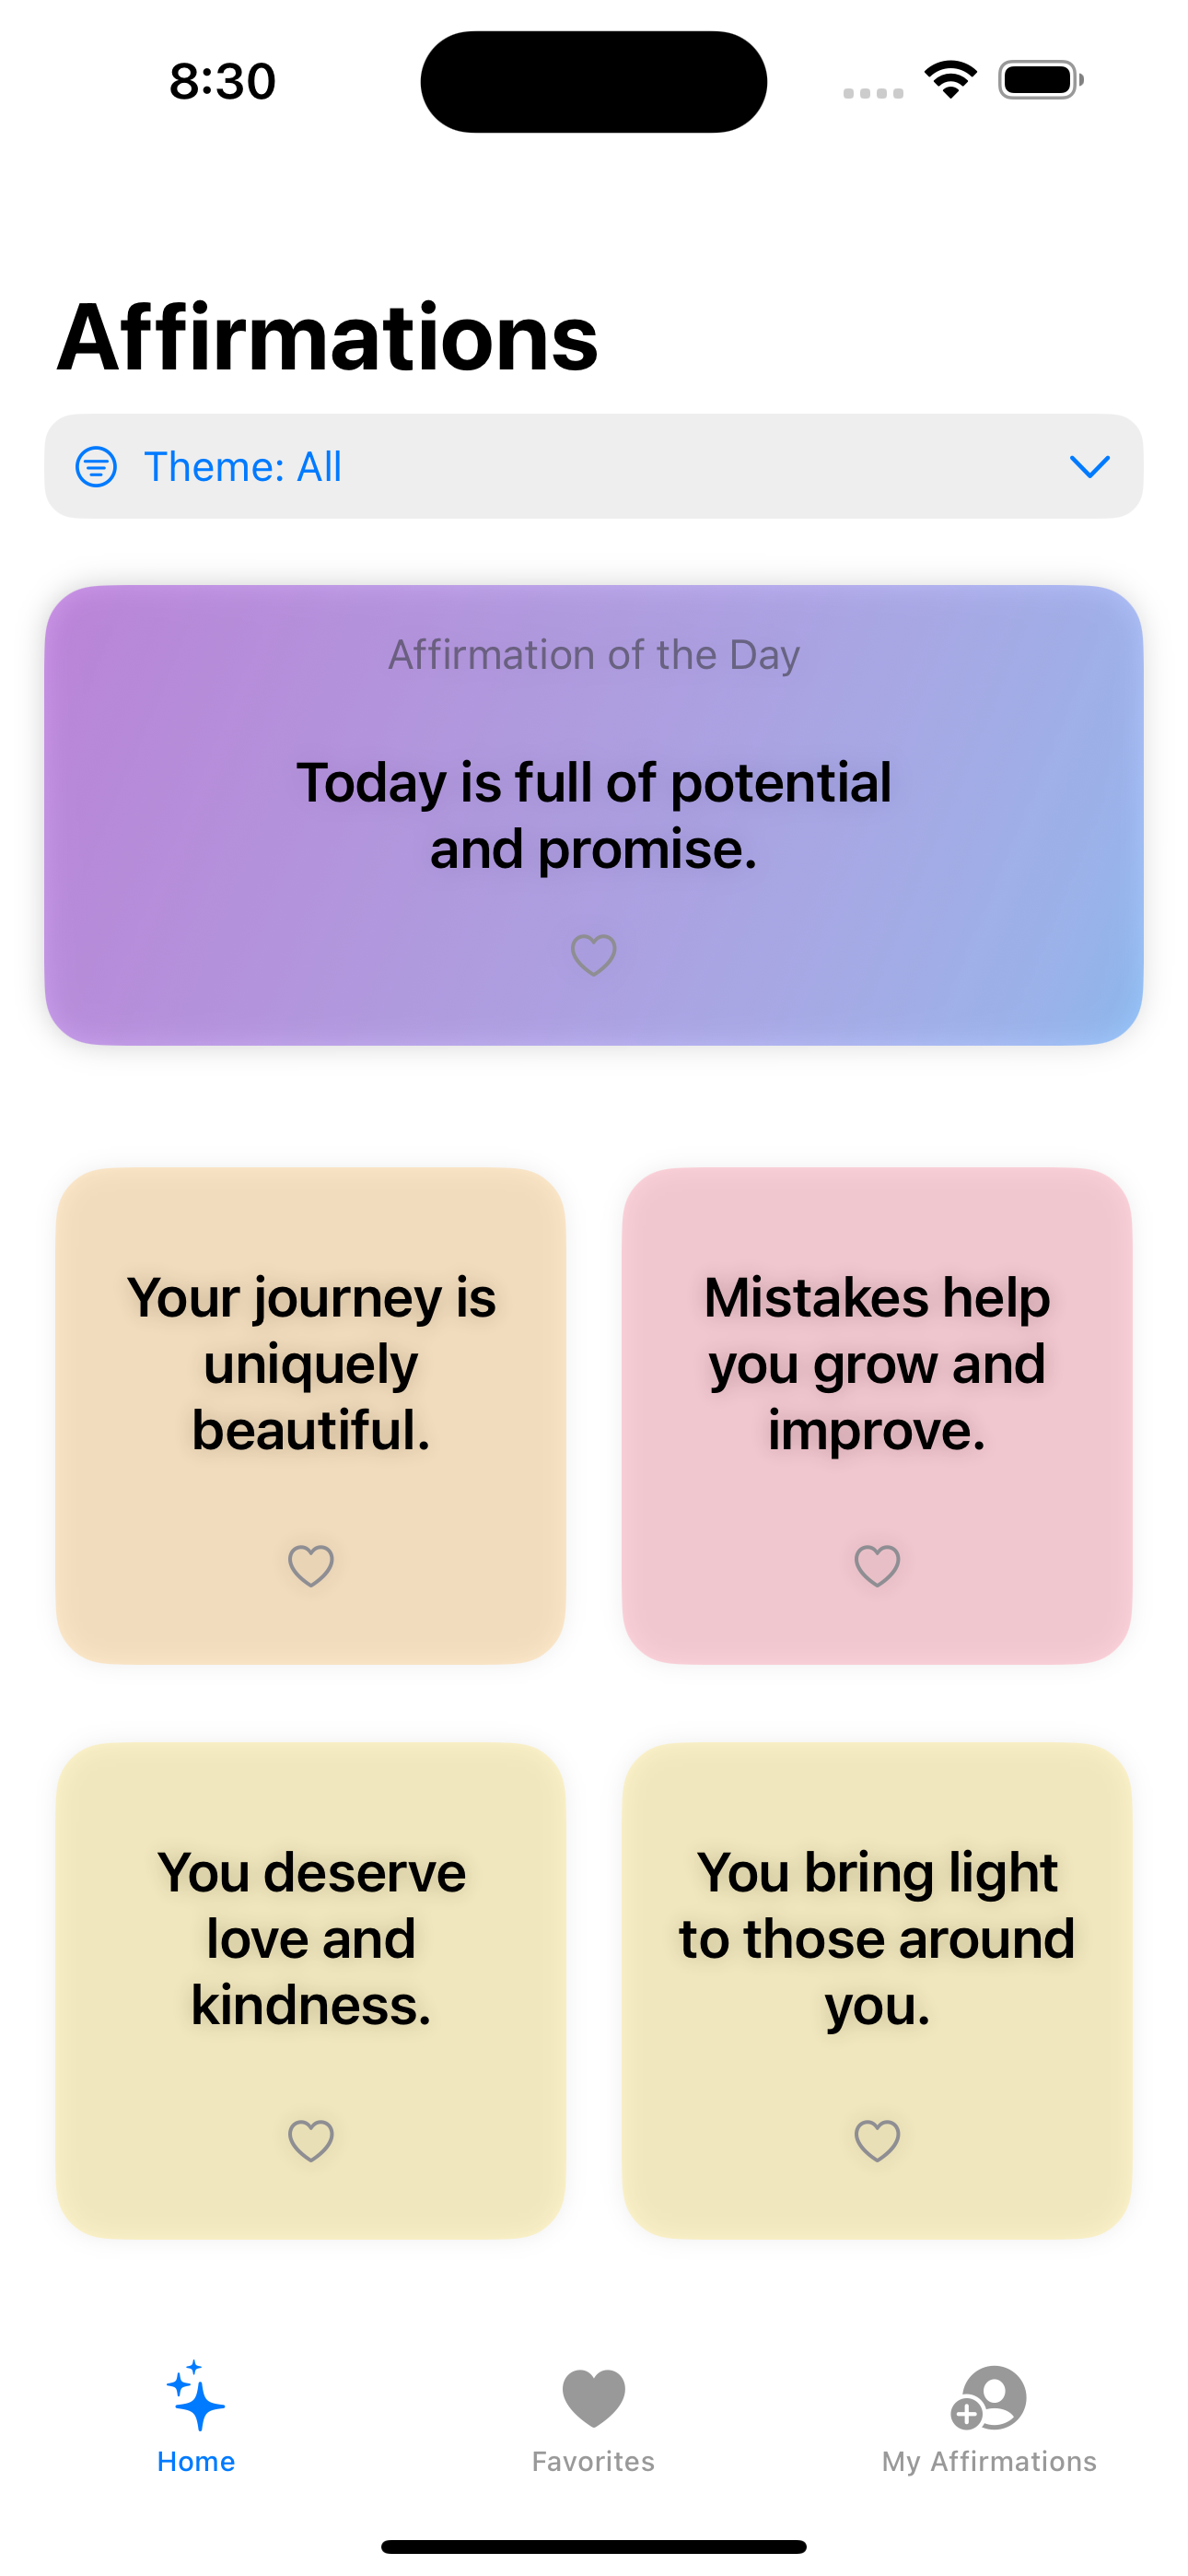 8:30
Affirmations
Theme: All
Affirmation of the Day
Today is full of potential
and promise.
Your journey is
uniquely
beautiful.
Mistakes help
you grow and
improve.
You deserve
love and
kindness.
You bring light
to those around
you.
Home
Favorites
My Affirmations